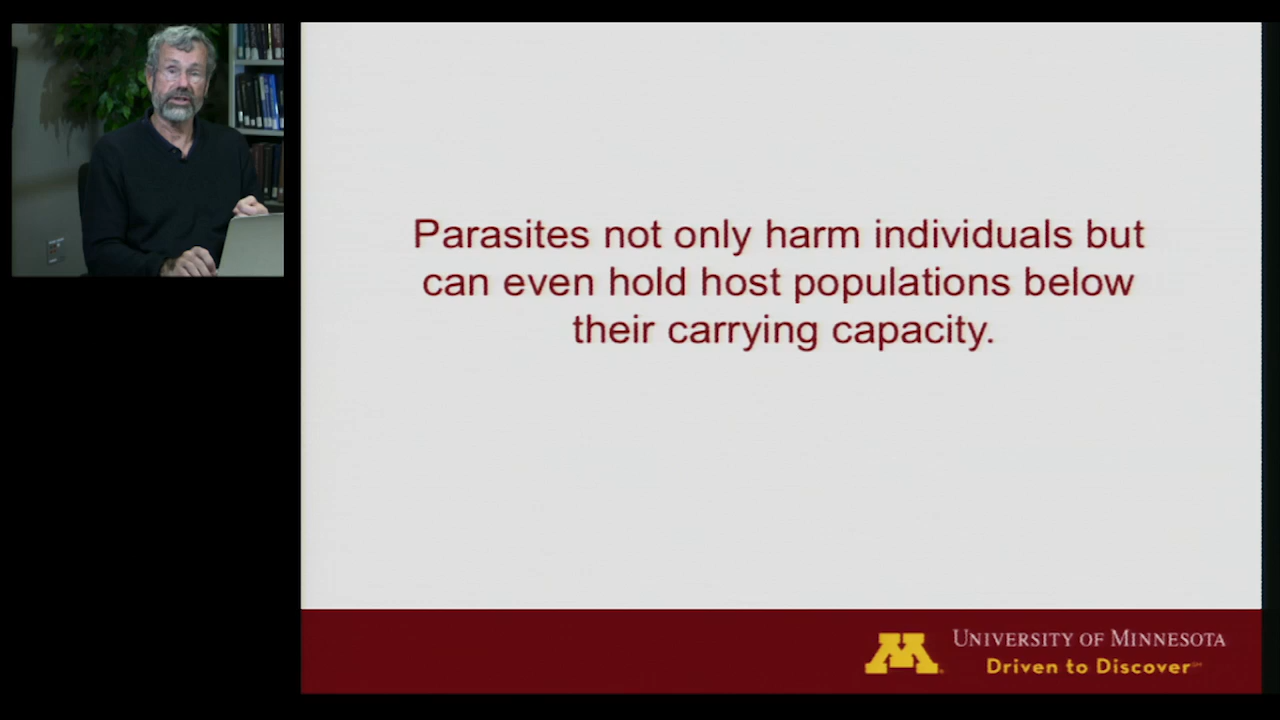 Parasites not only harm individuals but
can even hold host populations below
their carrying capacity.
UNIVERSITY OF MINNESOTA
Driven to Discover